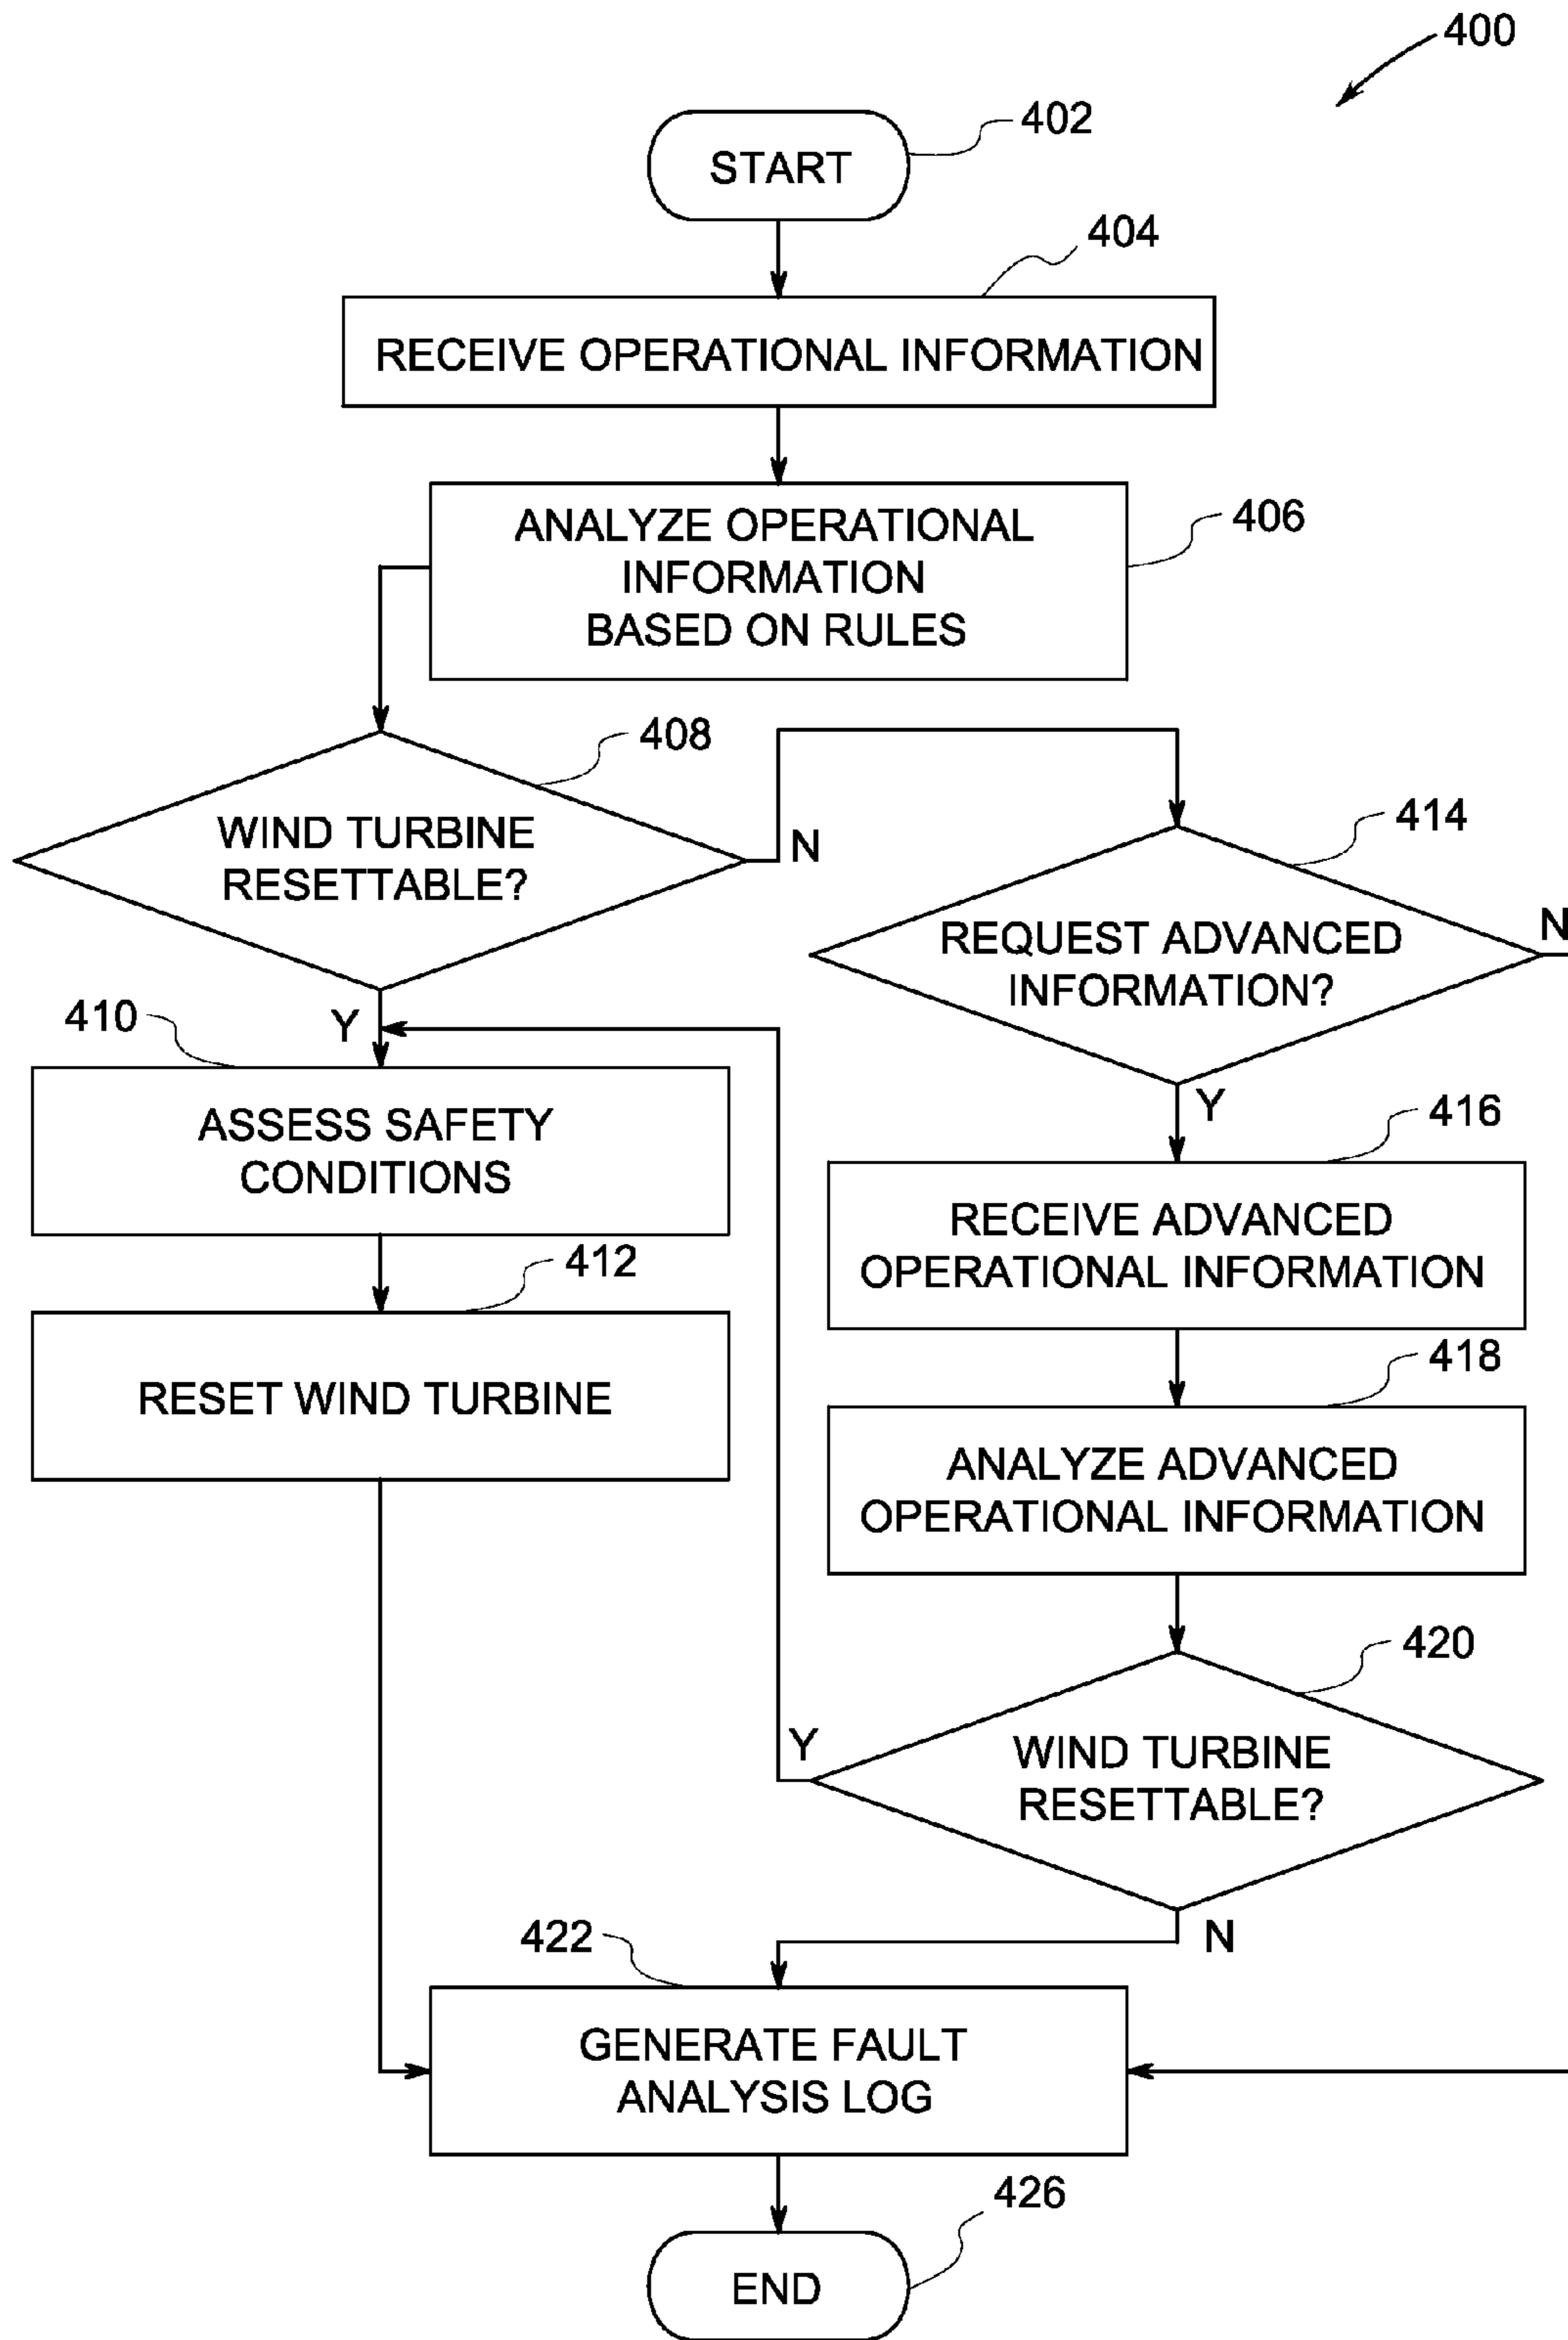 400
402
START
404
RECEIVE OPERATIONAL INFORMATION
406
ANALYZE OPERATIONAL
INFORMATION
BASED ON RULES
408
WIND TURBINE
RESETTABLE?
N
414
REQUEST ADVANCED
INFORMATION?
N
Y
410
ASSESS SAFETY
CONDITIONS
Y
416
RECEIVE ADVANCED
OPERATIONAL INFORMATION
412
RESET WIND TURBINE
418
ANALYZE ADVANCED
OPERATIONAL INFORMATION
420
WIND TURBINE
RESETTABLE?
Y
N
422
GENERATE FAULT
ANALYSIS LOG
426
END